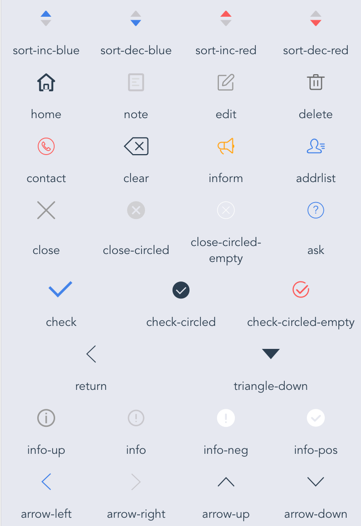 sort-inc-blue sort-dec-blue sort-inc-red sort-dec-red
home note edit delete
contact clear inform addrlist
close close-circled close-circled-empty ask
check check-circled check-circled-empty
return triangle-down
info-up info info-neg info-pos
arrow-left arrow-right arrow-up arrow-down